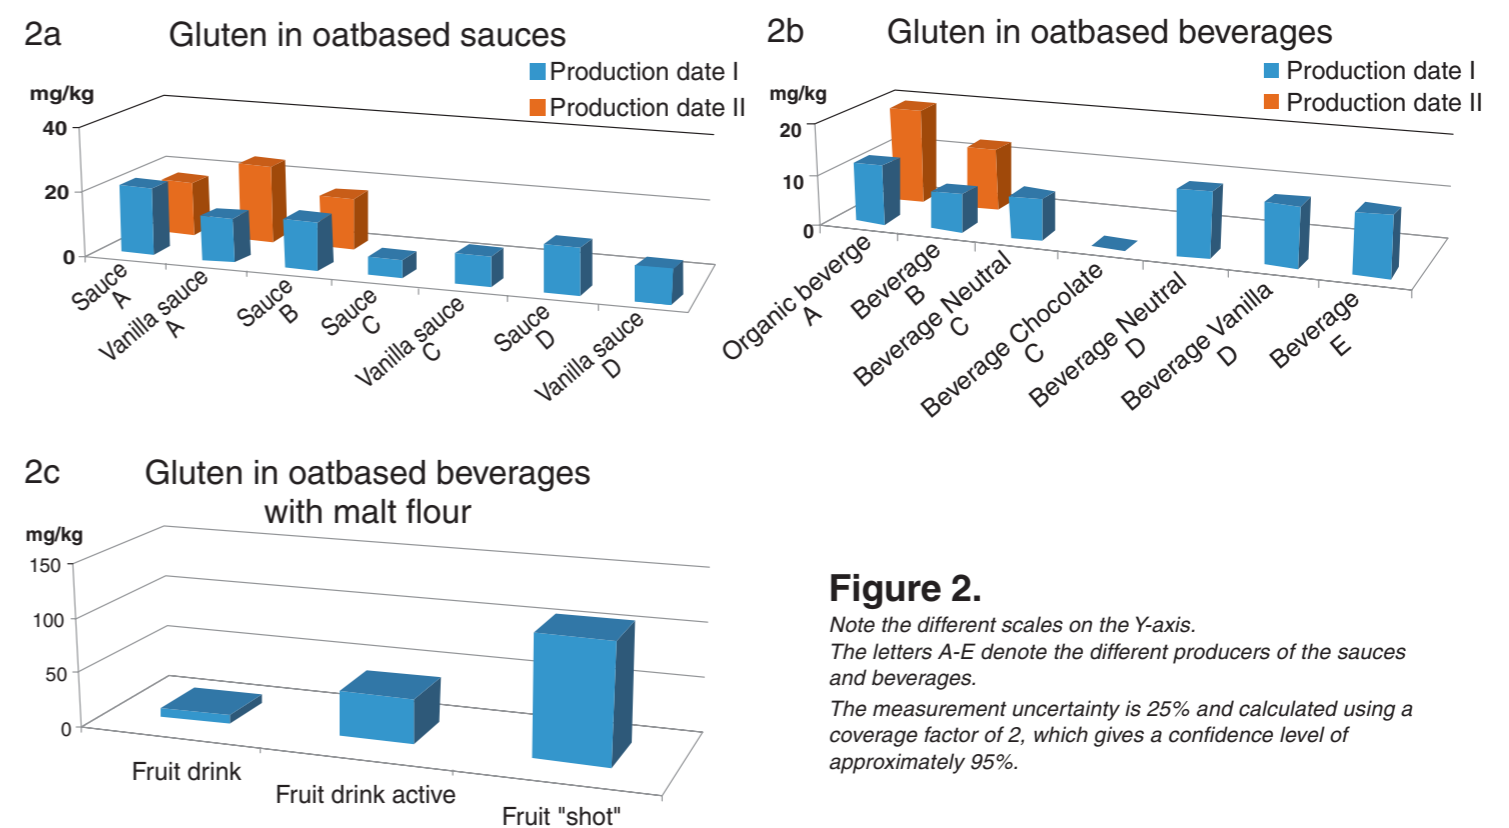 2a
Gluten in oatbased sauces
Production date I
Production date II
mg/kg
40
20
0
Sauce
A
Vanilla sauce
A
Sauce
B
Sauce
C
Vanilla sauce
C
Sauce
D
Vanilla sauce
D
2b
Gluten in oatbased beverages
Production date I
Production date II
mg/kg
20
10
0
Organic beverge
A
Beverage
B
Beverage Neutral
C
Beverage Chocolate
C
Beverage Neutral
D
Beverage Vanilla
D
Beverage
E
2c
Gluten in oatbased beverages
with malt flour
mg/kg
150
100
50
0
Fruit drink
Fruit drink active
Fruit "shot"
Figure 2.
Note the different scales on the Y-axis.
The letters A-E denote the different producers of the sauces
and beverages.
The measurement uncertainty is 25% and calculated using a
coverage factor of 2, which gives a confidence level of
approximately 95%.